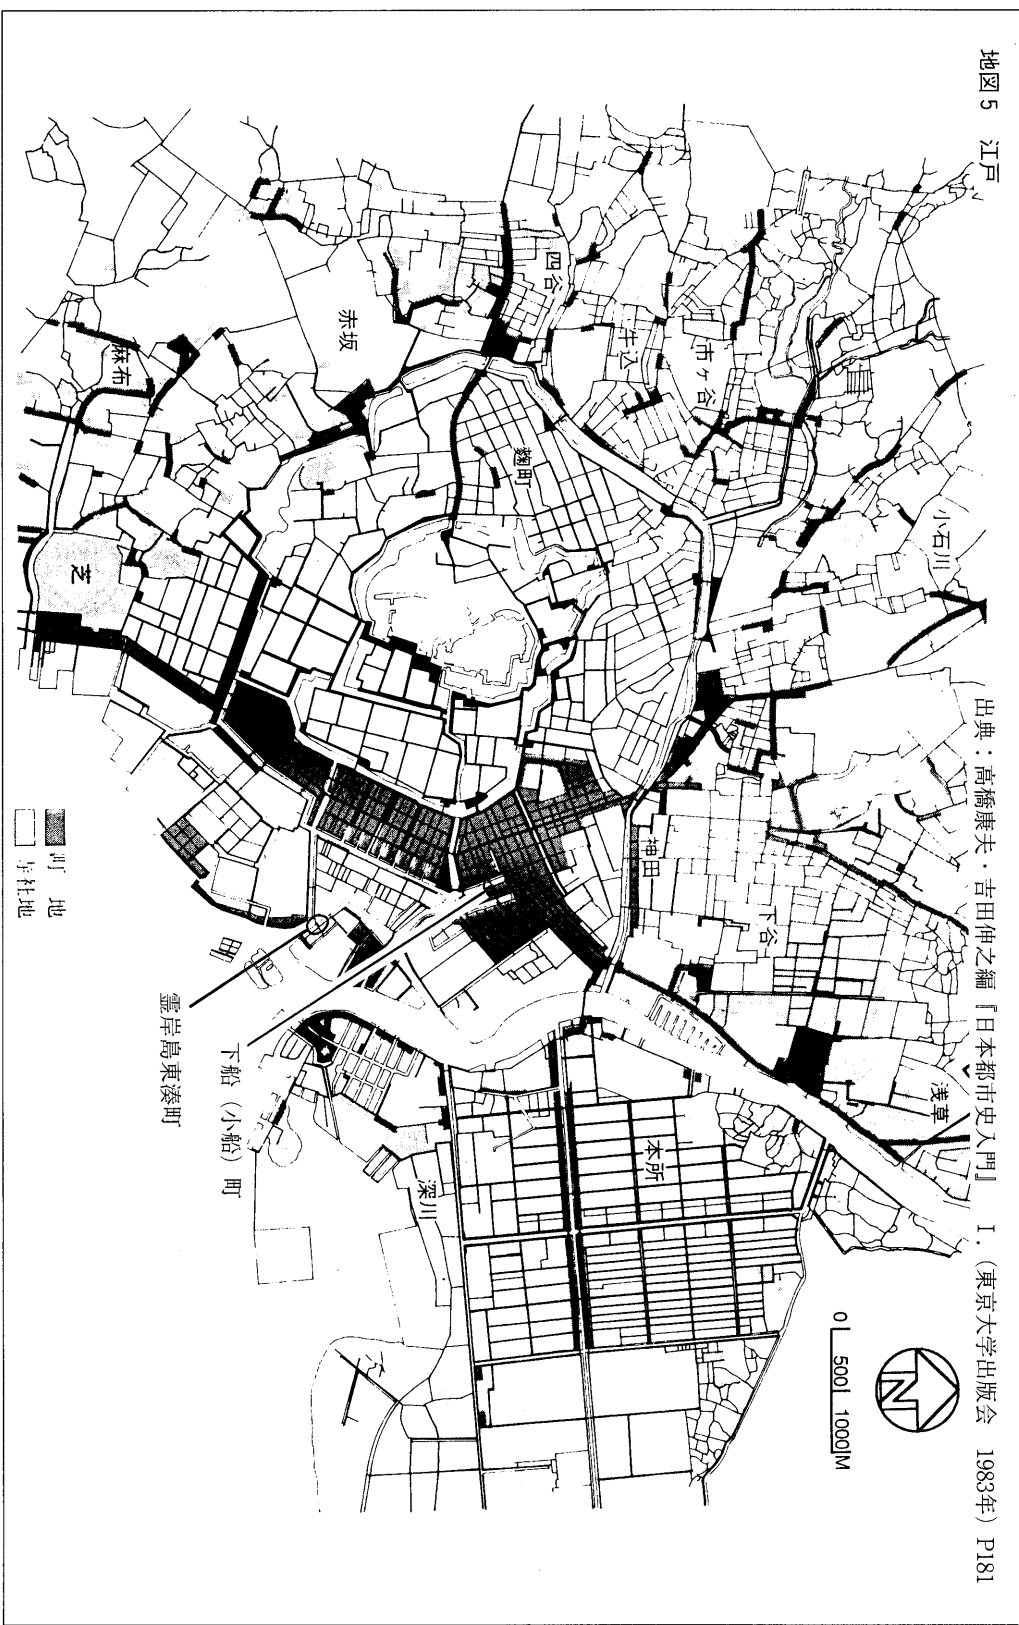 地図5 江戸
出典：高橋康夫・吉田伸之編『日本都市史入門』 I.（東京大学出版会 1983年）P181
小石川
市ヶ谷
牛込
四谷
赤坂
麻布
麹町
芝
神田
下谷
浅草
本所
深川
霊岸島東湊町
下船（小船）町
町 地
寺社地
N
0 500 1000M